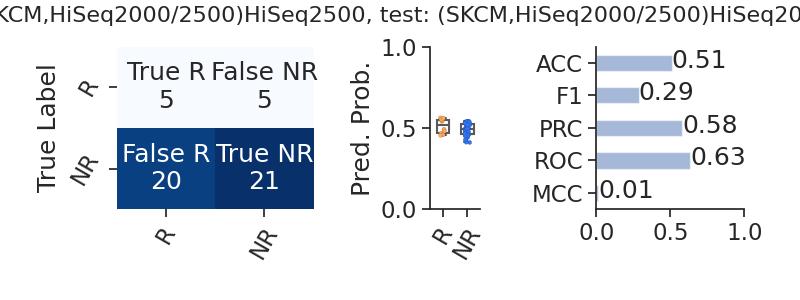 KCM,HiSeq2000/2500)HiSeq2500, test: (SKCM,HiSeq2000/2500)HiSeq20
True Label
R
NR
True R False NR
5 5
False R True NR
20 21
R NR
Pred. Prob.
1.0
0.5
0.0
R NR
ACC 0.51
F1 0.29
PRC 0.58
ROC 0.63
MCC 0.01
0.0 0.5 1.0